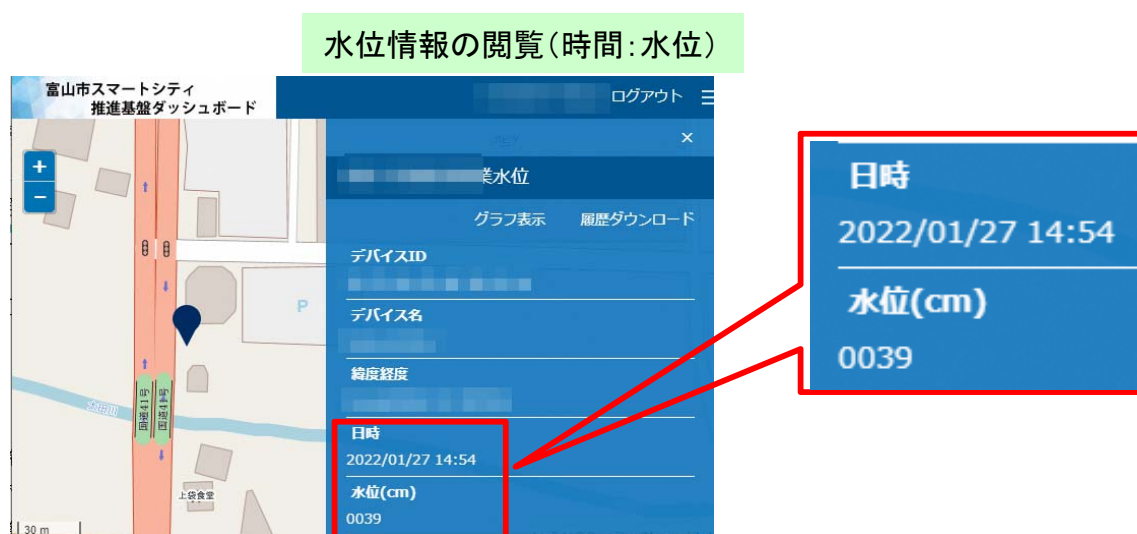 水位情報の閲覧(時間:水位)
富山市スマートシティ
推進基盤ダッシュボード
ログアウト
×
業水位
グラフ表示 履歴ダウンロード
デバイスID
デバイス名
緯度経度
日時
2022/01/27 14:54
水位(cm)
0039
+
-
P
国道41号
国道41号
上袋食堂
30 m
日時
2022/01/27 14:54
水位(cm)
0039